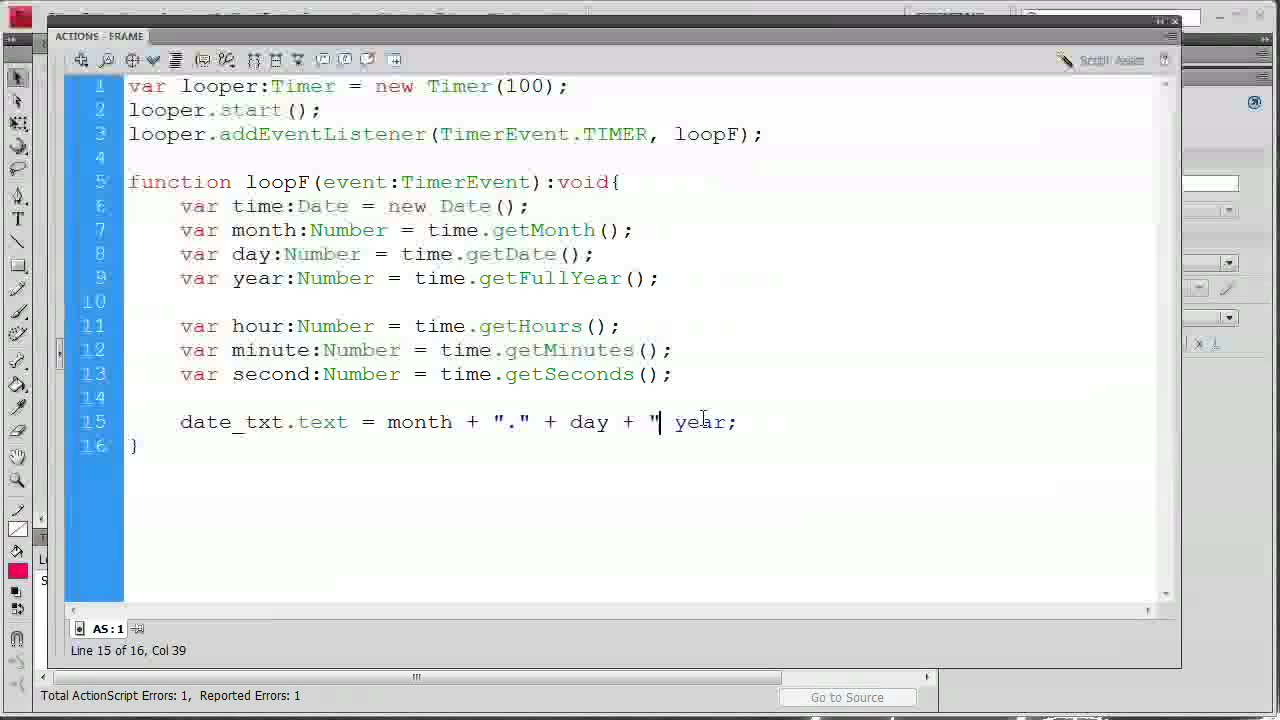 ACTIONS - FRAME
Script Assist
1 var looper:Timer = new Timer(100);
2 looper.start();
3 looper.addEventListener(TimerEvent.TIMER, loopF);
4
5 function loopF(event:TimerEvent):void{
6 var time:Date = new Date();
7 var month:Number = time.getMonth();
8 var day:Number = time.getDate();
9 var year:Number = time.getFullYear();
10
11 var hour:Number = time.getHours();
12 var minute:Number = time.getMinutes();
13 var second:Number = time.getSeconds();
14
15 date_txt.text = month + "." + day + " year;
16 }
AS:1
Line 15 of 16, Col 39
Total ActionScript Errors: 1, Reported Errors: 1
Go to Source